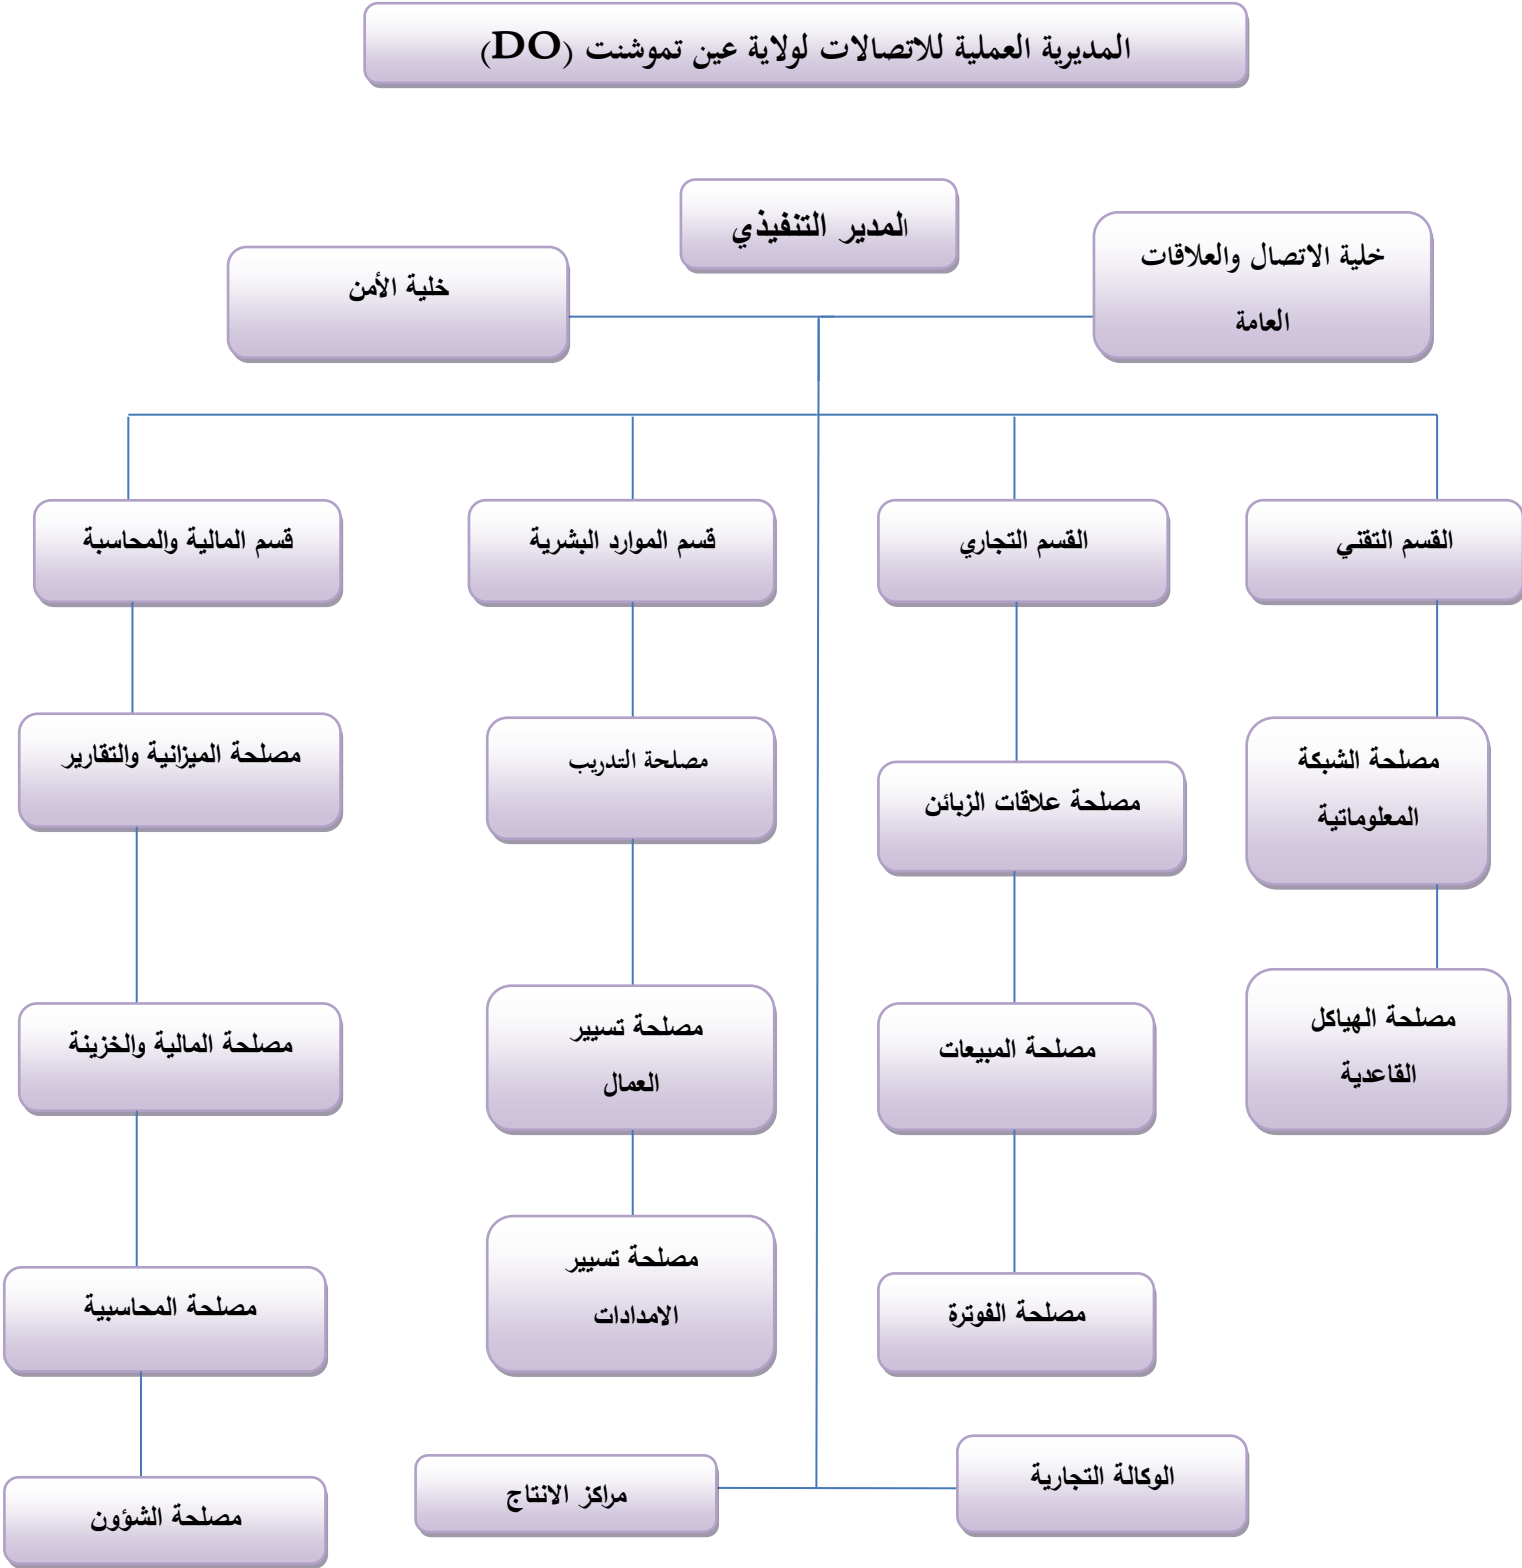 المديرية العملية للاتصالات لولاية عين تموشنت (DO)
المدير التنفيذي
خلية الاتصال والعلاقات
العامة
خلية الأمن
القسم التقني
القسم التجاري
قسم الموارد البشرية
قسم المالية والمحاسبة
مصلحة الشبكة
المعلوماتية
مصلحة علاقات الزبائن
مصلحة التدريب
مصلحة الميزانية والتقارير
مصلحة الهياكل
القاعدية
مصلحة المبيعات
مصلحة تسيير
العمال
مصلحة المالية والخزينة
مصلحة الفوترة
مصلحة تسيير
الامدادات
مصلحة المحاسبية
الوكالة التجارية
مراكز الانتاج
مصلحة الشؤون